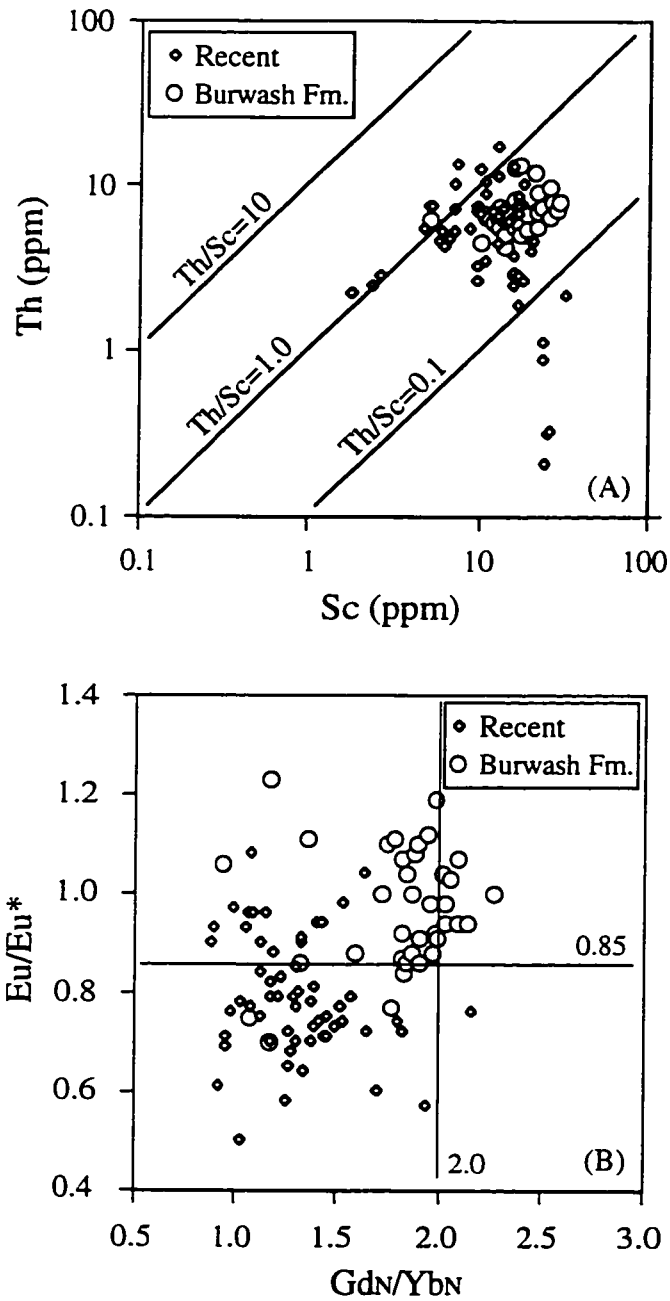 100
Recent
Burwash Fm.
10
Th/Sc=10
Th (ppm)
1
Th/Sc=1.0
Th/Sc=0.1
(A)
0.1
0.1 1 10 100
Sc (ppm)
1.4
Recent
Burwash Fm.
1.2
1.0
0.85
Eu/Eu*
0.8
0.6
2.0 (B)
0.4
0.5 1.0 1.5 2.0 2.5 3.0
GdN/YbN